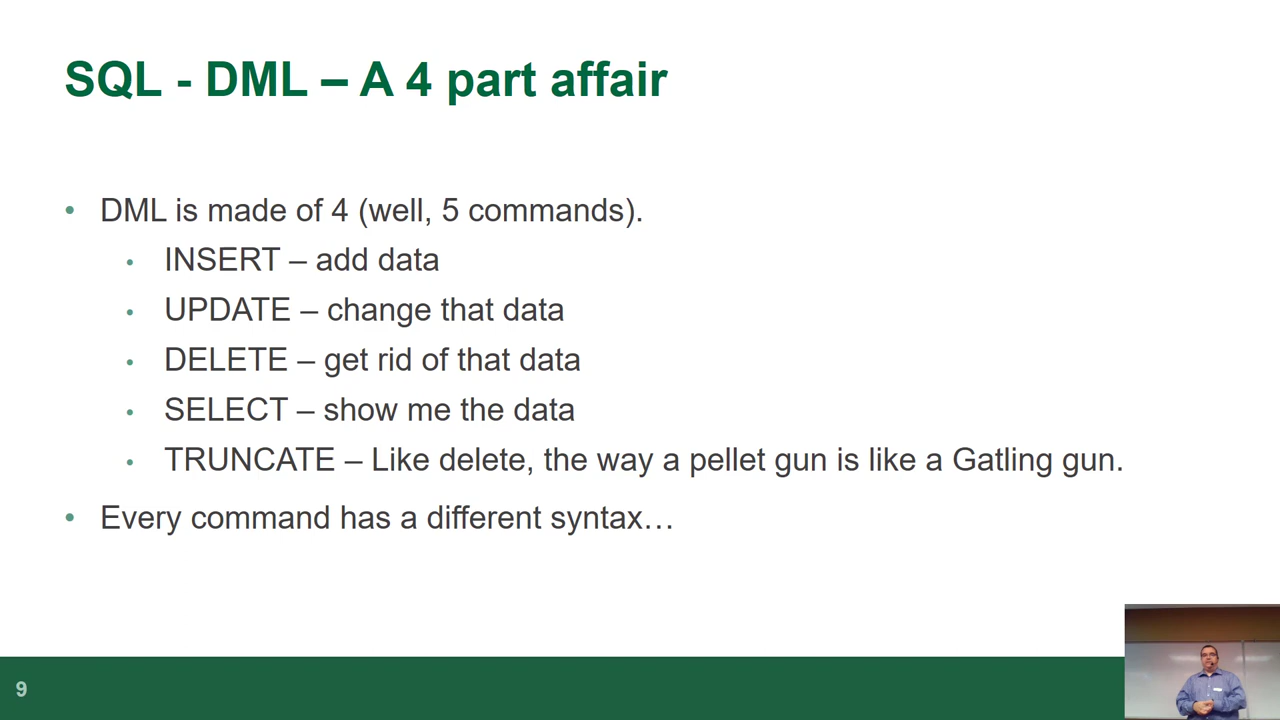 SQL - DML – A 4 part affair
• DML is made of 4 (well, 5 commands).
• INSERT – add data
• UPDATE – change that data
• DELETE – get rid of that data
• SELECT – show me the data
• TRUNCATE – Like delete, the way a pellet gun is like a Gatling gun.
• Every command has a different syntax…
9